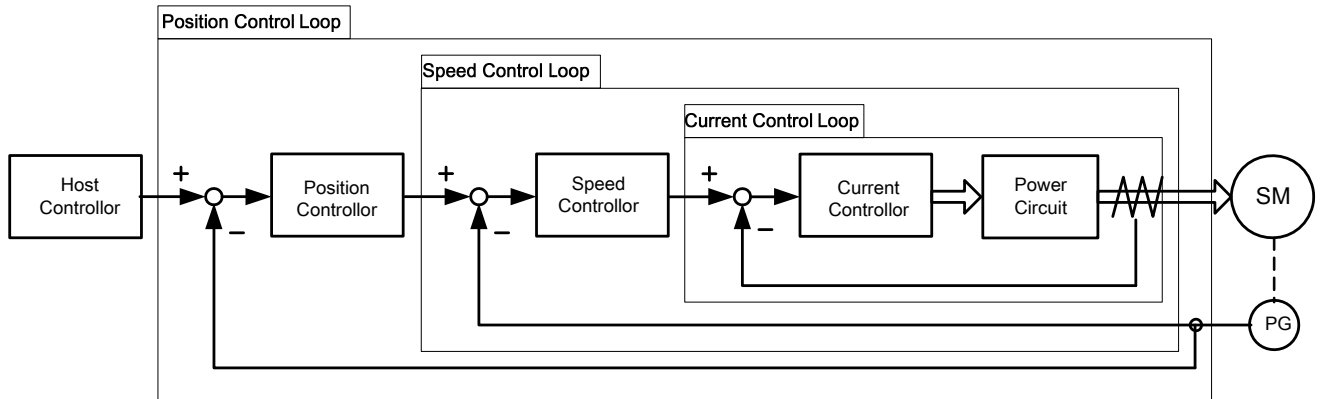 Position Control Loop
Speed Control Loop
Current Control Loop
Host
Controllor
+
−
Position
Controllor
+
−
Speed
Controllor
+
−
Current
Controllor
Power
Circuit
SM
PG